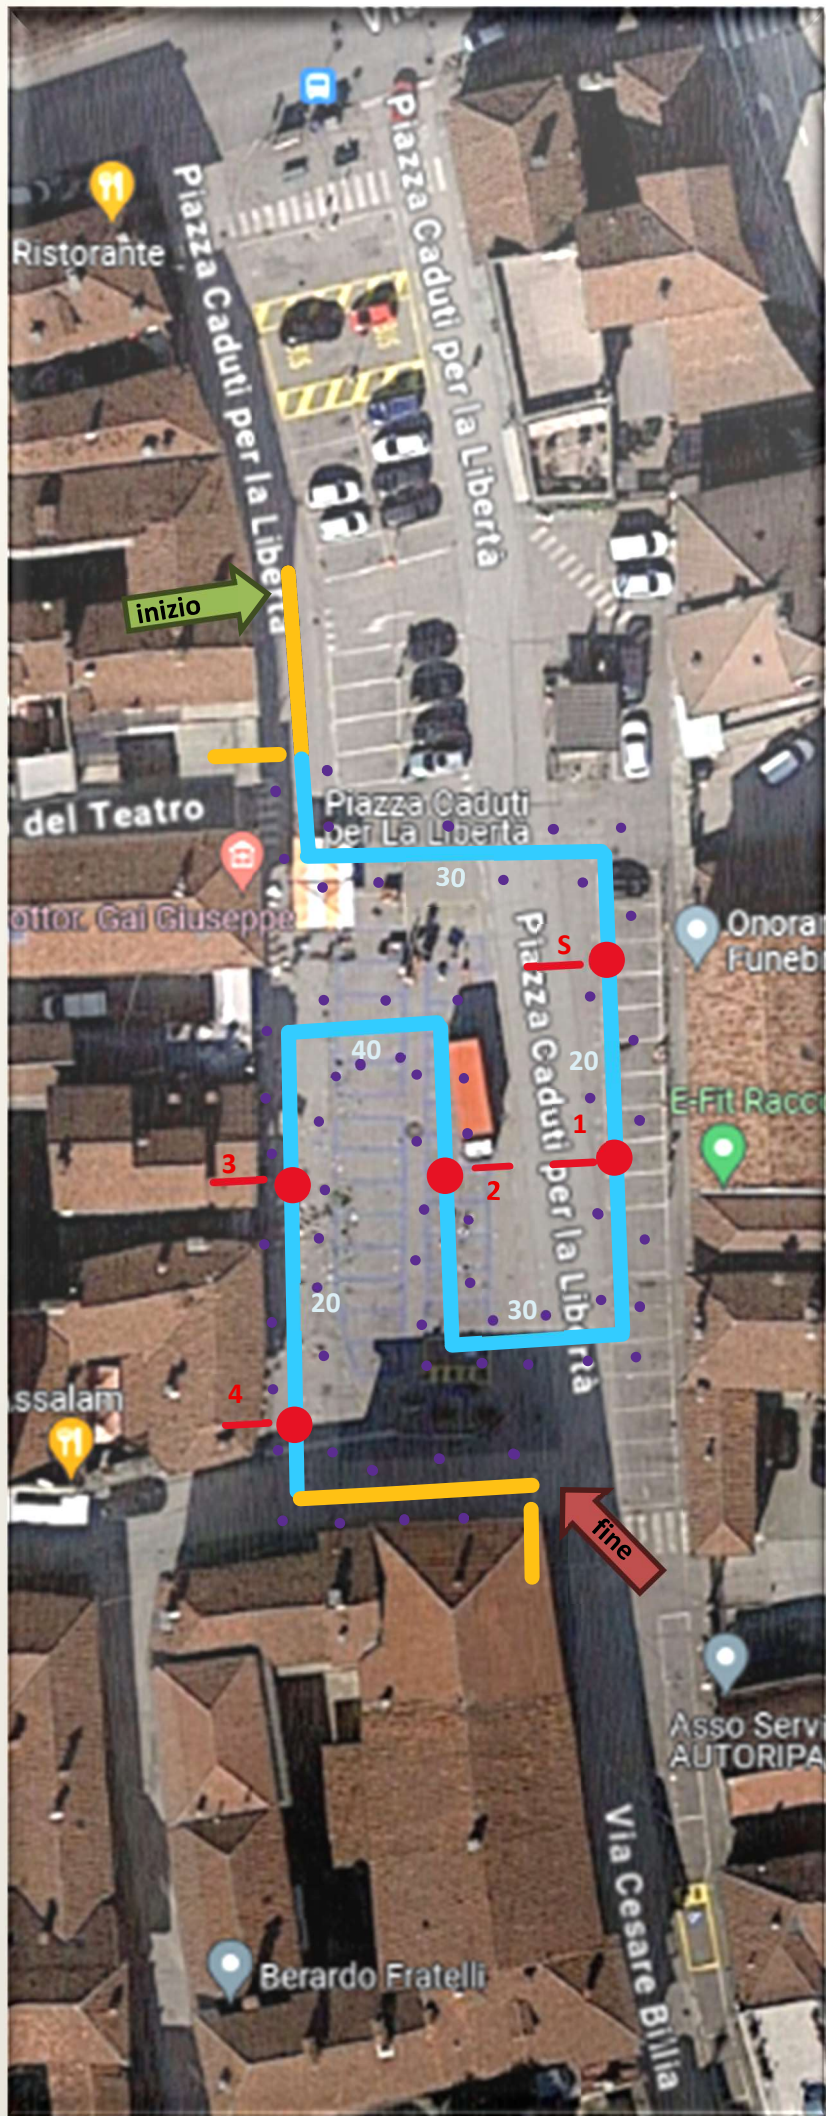 Via
Piazza Caduti per la Libertà
Piazza Caduti per la Libertà
Ristorante
inizio
Piazza Caduti
per La Libertà
del Teatro
30
ottor. Gai Giuseppe
Onoran
Funebr
S
Piazza Caduti per la Libertà
40
20
E-Fit Racco
1
3
2
20
30
4
ssalam
fine
Asso Servi
AUTORIPA
Via Cesare Billia
Berardo Fratelli